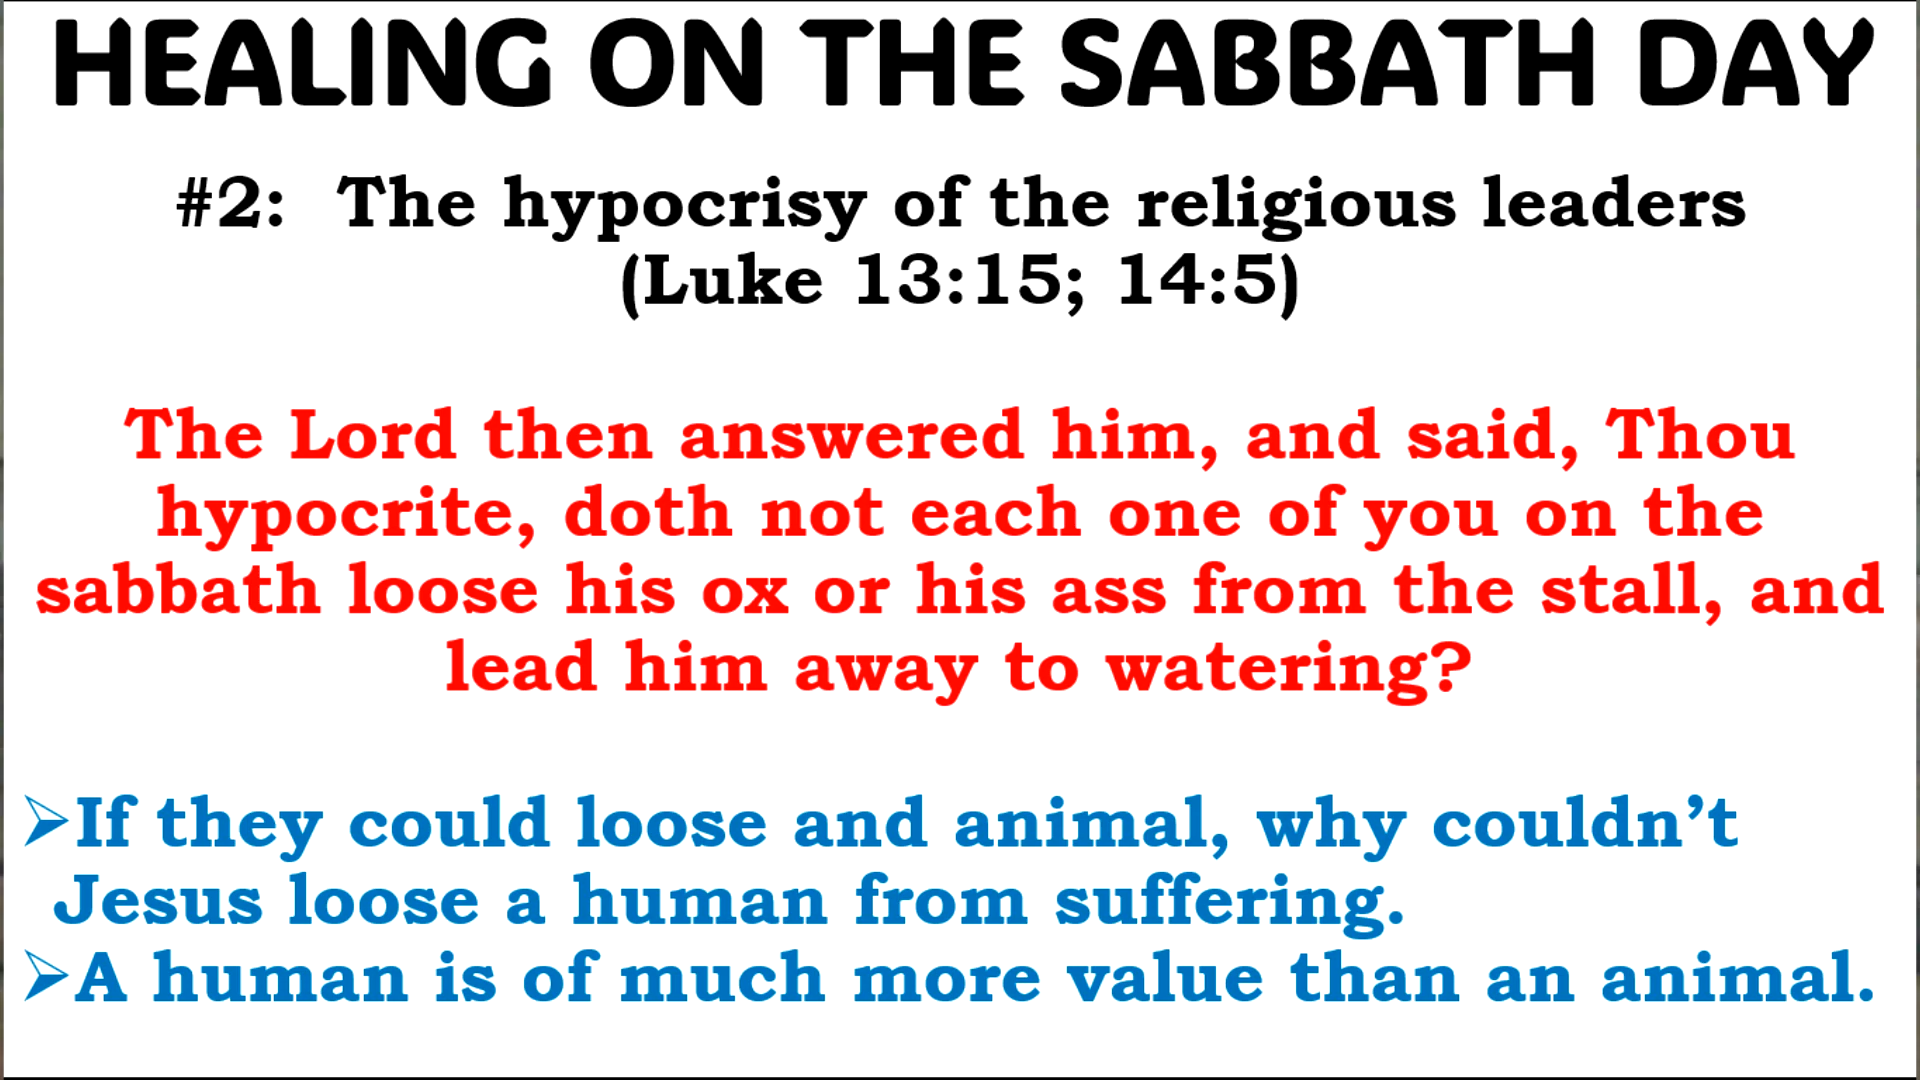 HEALING ON THE SABBATH DAY
#2: The hypocrisy of the religious leaders
(Luke 13:15; 14:5)
The Lord then answered him, and said, Thou
hypocrite, doth not each one of you on the
sabbath loose his ox or his ass from the stall, and
lead him away to watering?
➢If they could loose and animal, why couldn’t
Jesus loose a human from suffering.
➢A human is of much more value than an animal.